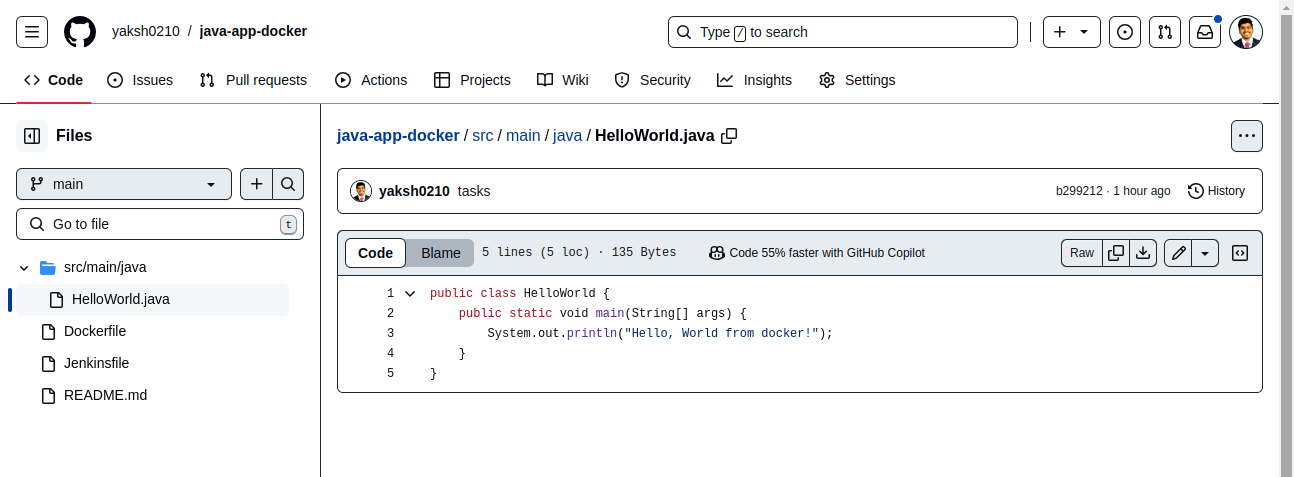 yaksh0210 / java-app-docker
Type / to search
Code Issues Pull requests Actions Projects Wiki Security Insights Settings
Files
main
Go to file t
src/main/java
HelloWorld.java
Dockerfile
Jenkinsfile
README.md
java-app-docker / src / main / java / HelloWorld.java
yaksh0210 tasks b299212 · 1 hour ago History
Code Blame 5 lines (5 loc) · 135 Bytes Code 55% faster with GitHub Copilot Raw
1 public class HelloWorld {
2     public static void main(String[] args) {
3         System.out.println("Hello, World from docker!");
4     }
5 }